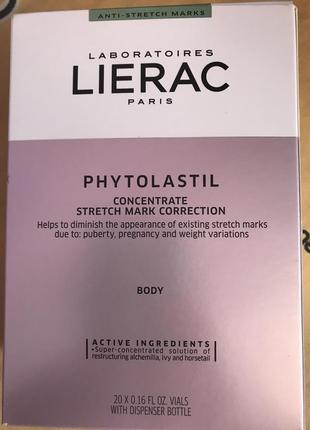 ANTI-STRETCH MARKS
LABORATOIRES
LIERAC
PARIS
PHYTOLASTIL
CONCENTRATE
STRETCH MARK CORRECTION
Helps to diminish the appearance of existing stretch marks
due to: puberty, pregnancy and weight variations
BODY
ACTIVE INGREDIENTS
•Super-concentrated solution of
restructuring alchemilla, ivy and horsetail
20 X 0.16 FL OZ. VIALS
WITH DISPENSER BOTTLE